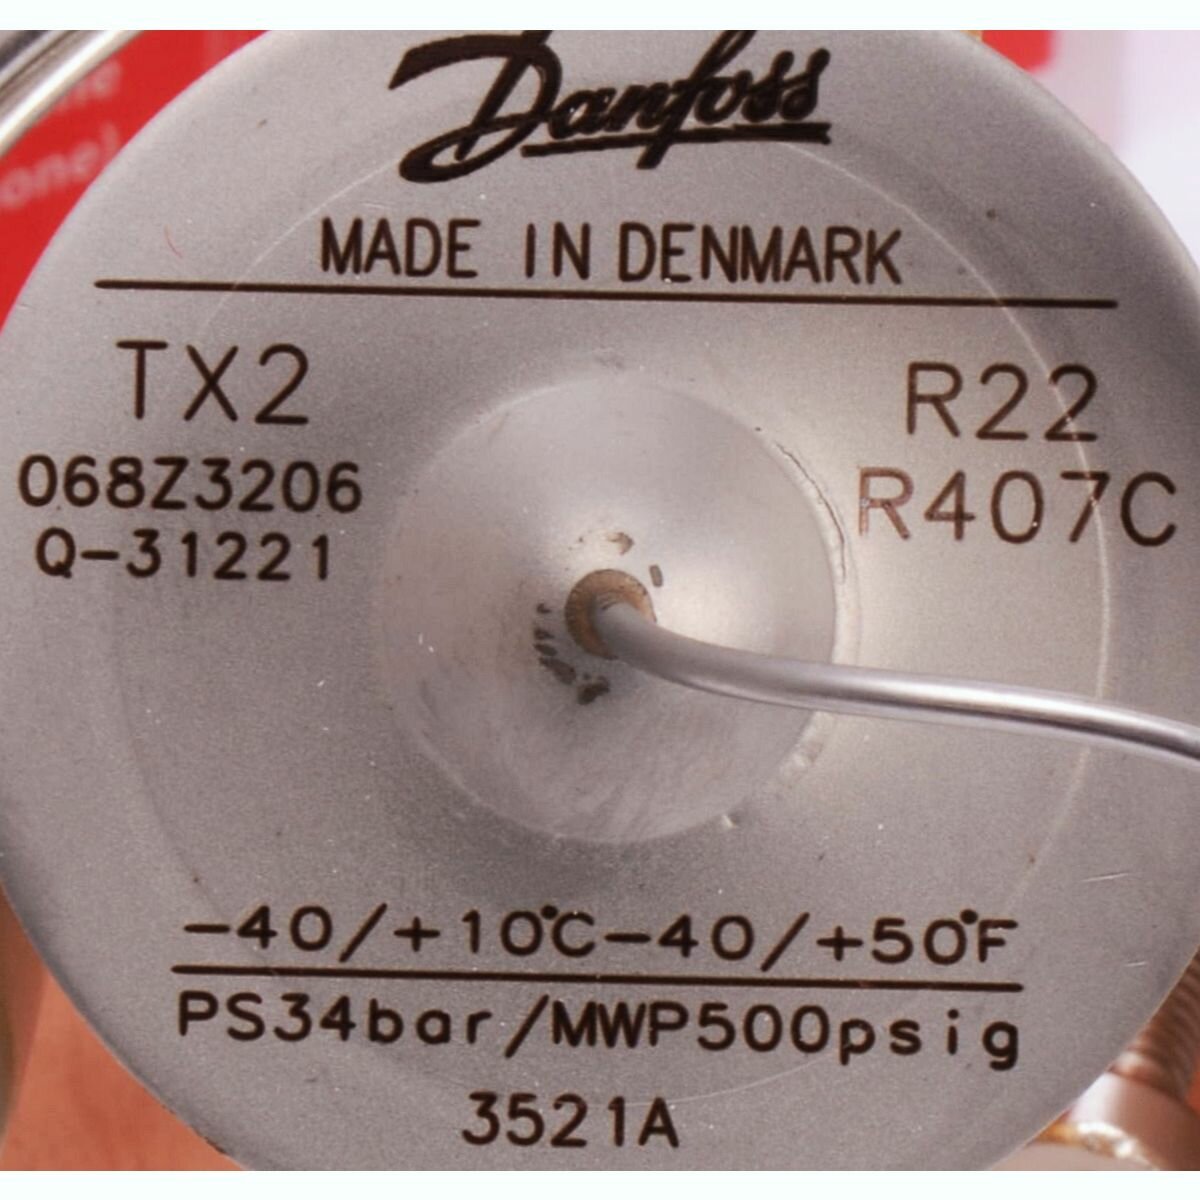 Danfoss
MADE IN DENMARK
TX2
068Z3206
Q-31221
R22
R407C
-40/+10°C-40/+50°F
PS34bar/MWP500psig
3521A